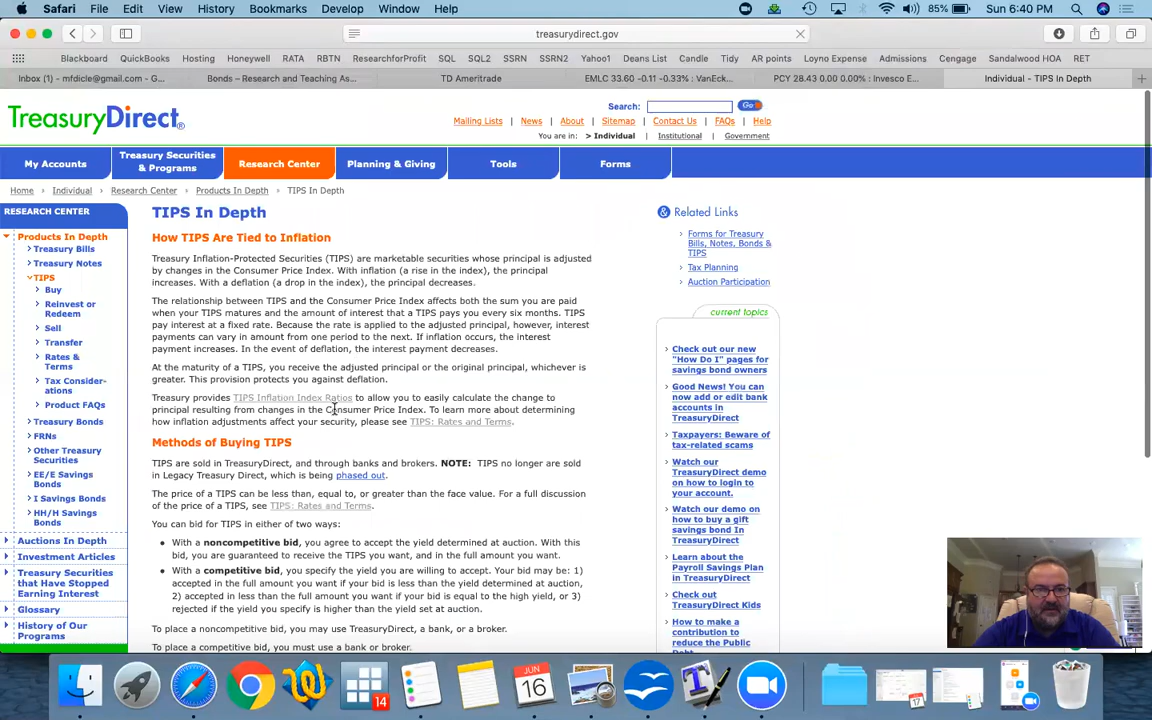 Safari File Edit View History Bookmarks Develop Window Help 85% Sun 6:40 PM
treasurydirect.gov
Blackboard QuickBooks Hosting Honeywell RATA RBTN ResearchforProfit SQL SQL2 SSRN SSRN2 Yahoo1 Deans List Candle Tidy AR points Loyno Expense Admissions Cengage Sandalwood HOA RET
Inbox (1) - mfdicle@gmail.com - G... Bonds – Research and Teaching As... TD Ameritrade EMLC 33.60 -0.11 -0.33% : VanEck... PCY 28.43 0.00 0.00% : Invesco E... Individual - TIPS In Depth
TreasuryDirect®
Search: Go
Mailing Lists | News | About | Sitemap | Contact Us | FAQs | Help
You are in: > Individual | Institutional | Government
My Accounts Treasury Securities & Programs Research Center Planning & Giving Tools Forms
Home › Individual › Research Center › Products In Depth › TIPS In Depth
RESEARCH CENTER
Products In Depth
Treasury Bills
Treasury Notes
TIPS
Buy
Reinvest or
Redeem
Sell
Transfer
Rates &
Terms
Tax Consider-
ations
Product FAQs
Treasury Bonds
FRNs
Other Treasury
Securities
EE/E Savings
Bonds
I Savings Bonds
HH/H Savings
Bonds
Auctions In Depth
Investment Articles
Treasury Securities
that Have Stopped
Earning Interest
Glossary
History of Our
Programs
TIPS In Depth
How TIPS Are Tied to Inflation
Treasury Inflation-Protected Securities (TIPS) are marketable securities whose principal is adjusted
by changes in the Consumer Price Index. With inflation (a rise in the index), the principal
increases. With a deflation (a drop in the index), the principal decreases.
The relationship between TIPS and the Consumer Price Index affects both the sum you are paid
when your TIPS matures and the amount of interest that a TIPS pays you every six months. TIPS
pay interest at a fixed rate. Because the rate is applied to the adjusted principal, however, interest
payments can vary in amount from one period to the next. If inflation occurs, the interest
payment increases. In the event of deflation, the interest payment decreases.
At the maturity of a TIPS, you receive the adjusted principal or the original principal, whichever is
greater. This provision protects you against deflation.
Treasury provides TIPS Inflation Index Ratios to allow you to easily calculate the change to
principal resulting from changes in the Consumer Price Index. To learn more about determining
how inflation adjustments affect your security, please see TIPS: Rates and Terms.
Methods of Buying TIPS
TIPS are sold in TreasuryDirect, and through banks and brokers. NOTE: TIPS no longer are sold
in Legacy Treasury Direct, which is being phased out.
The price of a TIPS can be less than, equal to, or greater than the face value. For a full discussion
of the price of a TIPS, see TIPS: Rates and Terms.
You can bid for TIPS in either of two ways:
• With a noncompetitive bid, you agree to accept the yield determined at auction. With this
bid, you are guaranteed to receive the TIPS you want, and in the full amount you want.
• With a competitive bid, you specify the yield you are willing to accept. Your bid may be: 1)
accepted in the full amount you want if your bid is less than the yield determined at auction,
2) accepted in less than the full amount you want if your bid is equal to the high yield, or 3)
rejected if the yield you specify is higher than the yield set at auction.
To place a noncompetitive bid, you may use TreasuryDirect, a bank, or a broker.
To place a competitive bid, you must use a bank or broker.
& Related Links
Forms for Treasury
Bills, Notes, Bonds &
TIPS
Tax Planning
Auction Participation
current topics
Check out our new
"How Do I" pages for
savings bond owners
Good News! You can
now add or edit bank
accounts in
TreasuryDirect
Taxpayers: Beware of
tax-related scams
Watch our
TreasuryDirect demo
on how to login to
your account.
Watch our demo on
how to buy a gift
savings bond In
TreasuryDirect
Learn about the
Payroll Savings Plan
in TreasuryDirect
Check out
TreasuryDirect Kids
How to make a
contribution to
reduce the Public
14
JUN
16
17